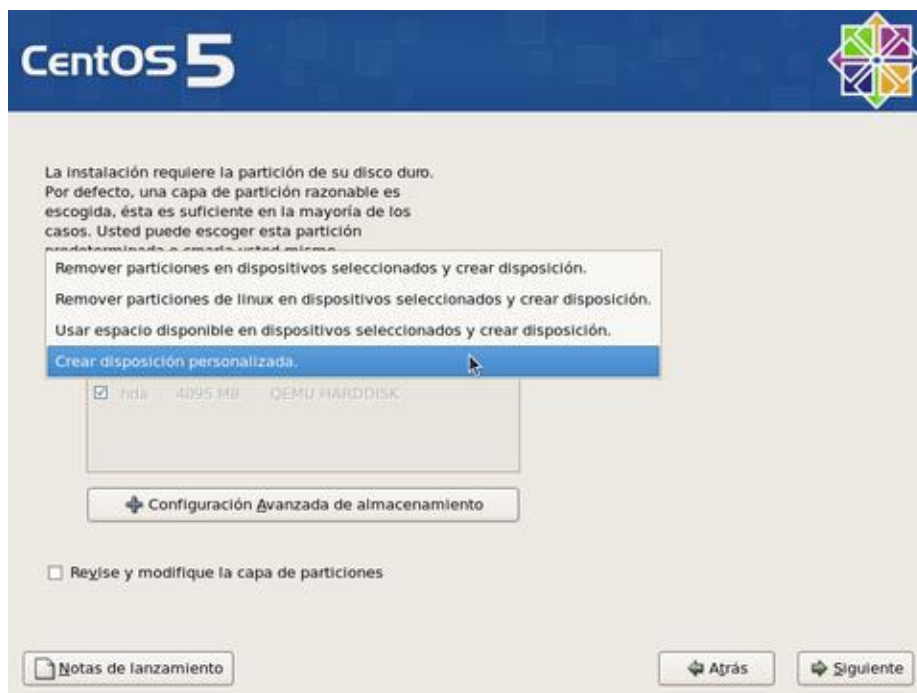 CentOS 5
La instalación requiere la partición de su disco duro.
Por defecto, una capa de partición razonable es
escogida, ésta es suficiente en la mayoría de los
casos. Usted puede escoger esta partición
predeterminada o crearla usted mismo.
Remover particiones en dispositivos seleccionados y crear disposición.
Remover particiones de linux en dispositivos seleccionados y crear disposición.
Usar espacio disponible en dispositivos seleccionados y crear disposición.
Crear disposición personalizada.
hda 4095 MB QEMU HARDDISK
Configuración Avanzada de almacenamiento
Revise y modifique la capa de particiones
Notas de lanzamiento
Atrás
Siguiente